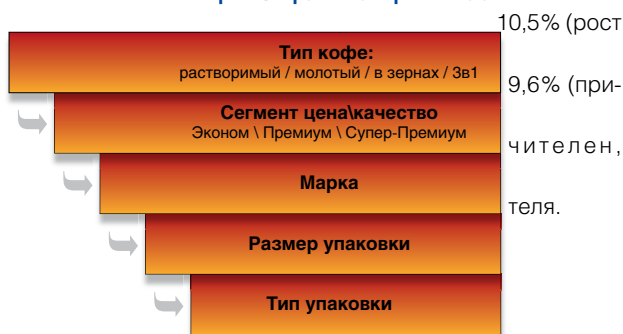 10,5% (рост
Тип кофе:
растворимый / молотый / в зернах / 3в1
9,6% (при-
Сегмент цена\качество
Эконом \ Премиум \ Супер-Премиум
чителен,
Марка
теля.
Размер упаковки
Тип упаковки